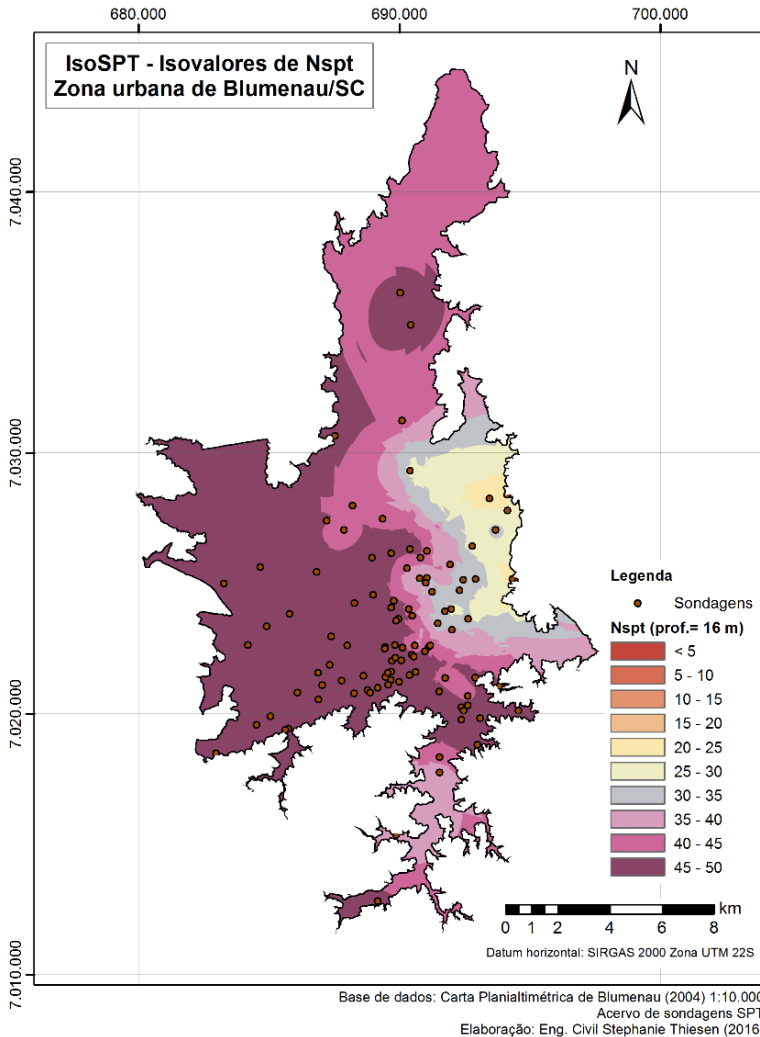 680.000
690.000
700.000
IsoSPT - Isovalores de Nspt
Zona urbana de Blumenau/SC
N
7.040.000
7.030.000
7.020.000
7.010.000
Legenda
Sondagens
Nspt (prof.= 16 m)
< 5
5 - 10
10 - 15
15 - 20
20 - 25
25 - 30
30 - 35
35 - 40
40 - 45
45 - 50
km
0 1 2 4 6 8
Datum horizontal: SIRGAS 2000 Zona UTM 22S
Base de dados: Carta Planialtimétrica de Blumenau (2004) 1:10.000
Acervo de sondagens SPT
Elaboração: Eng. Civil Stephanie Thiesen (2016